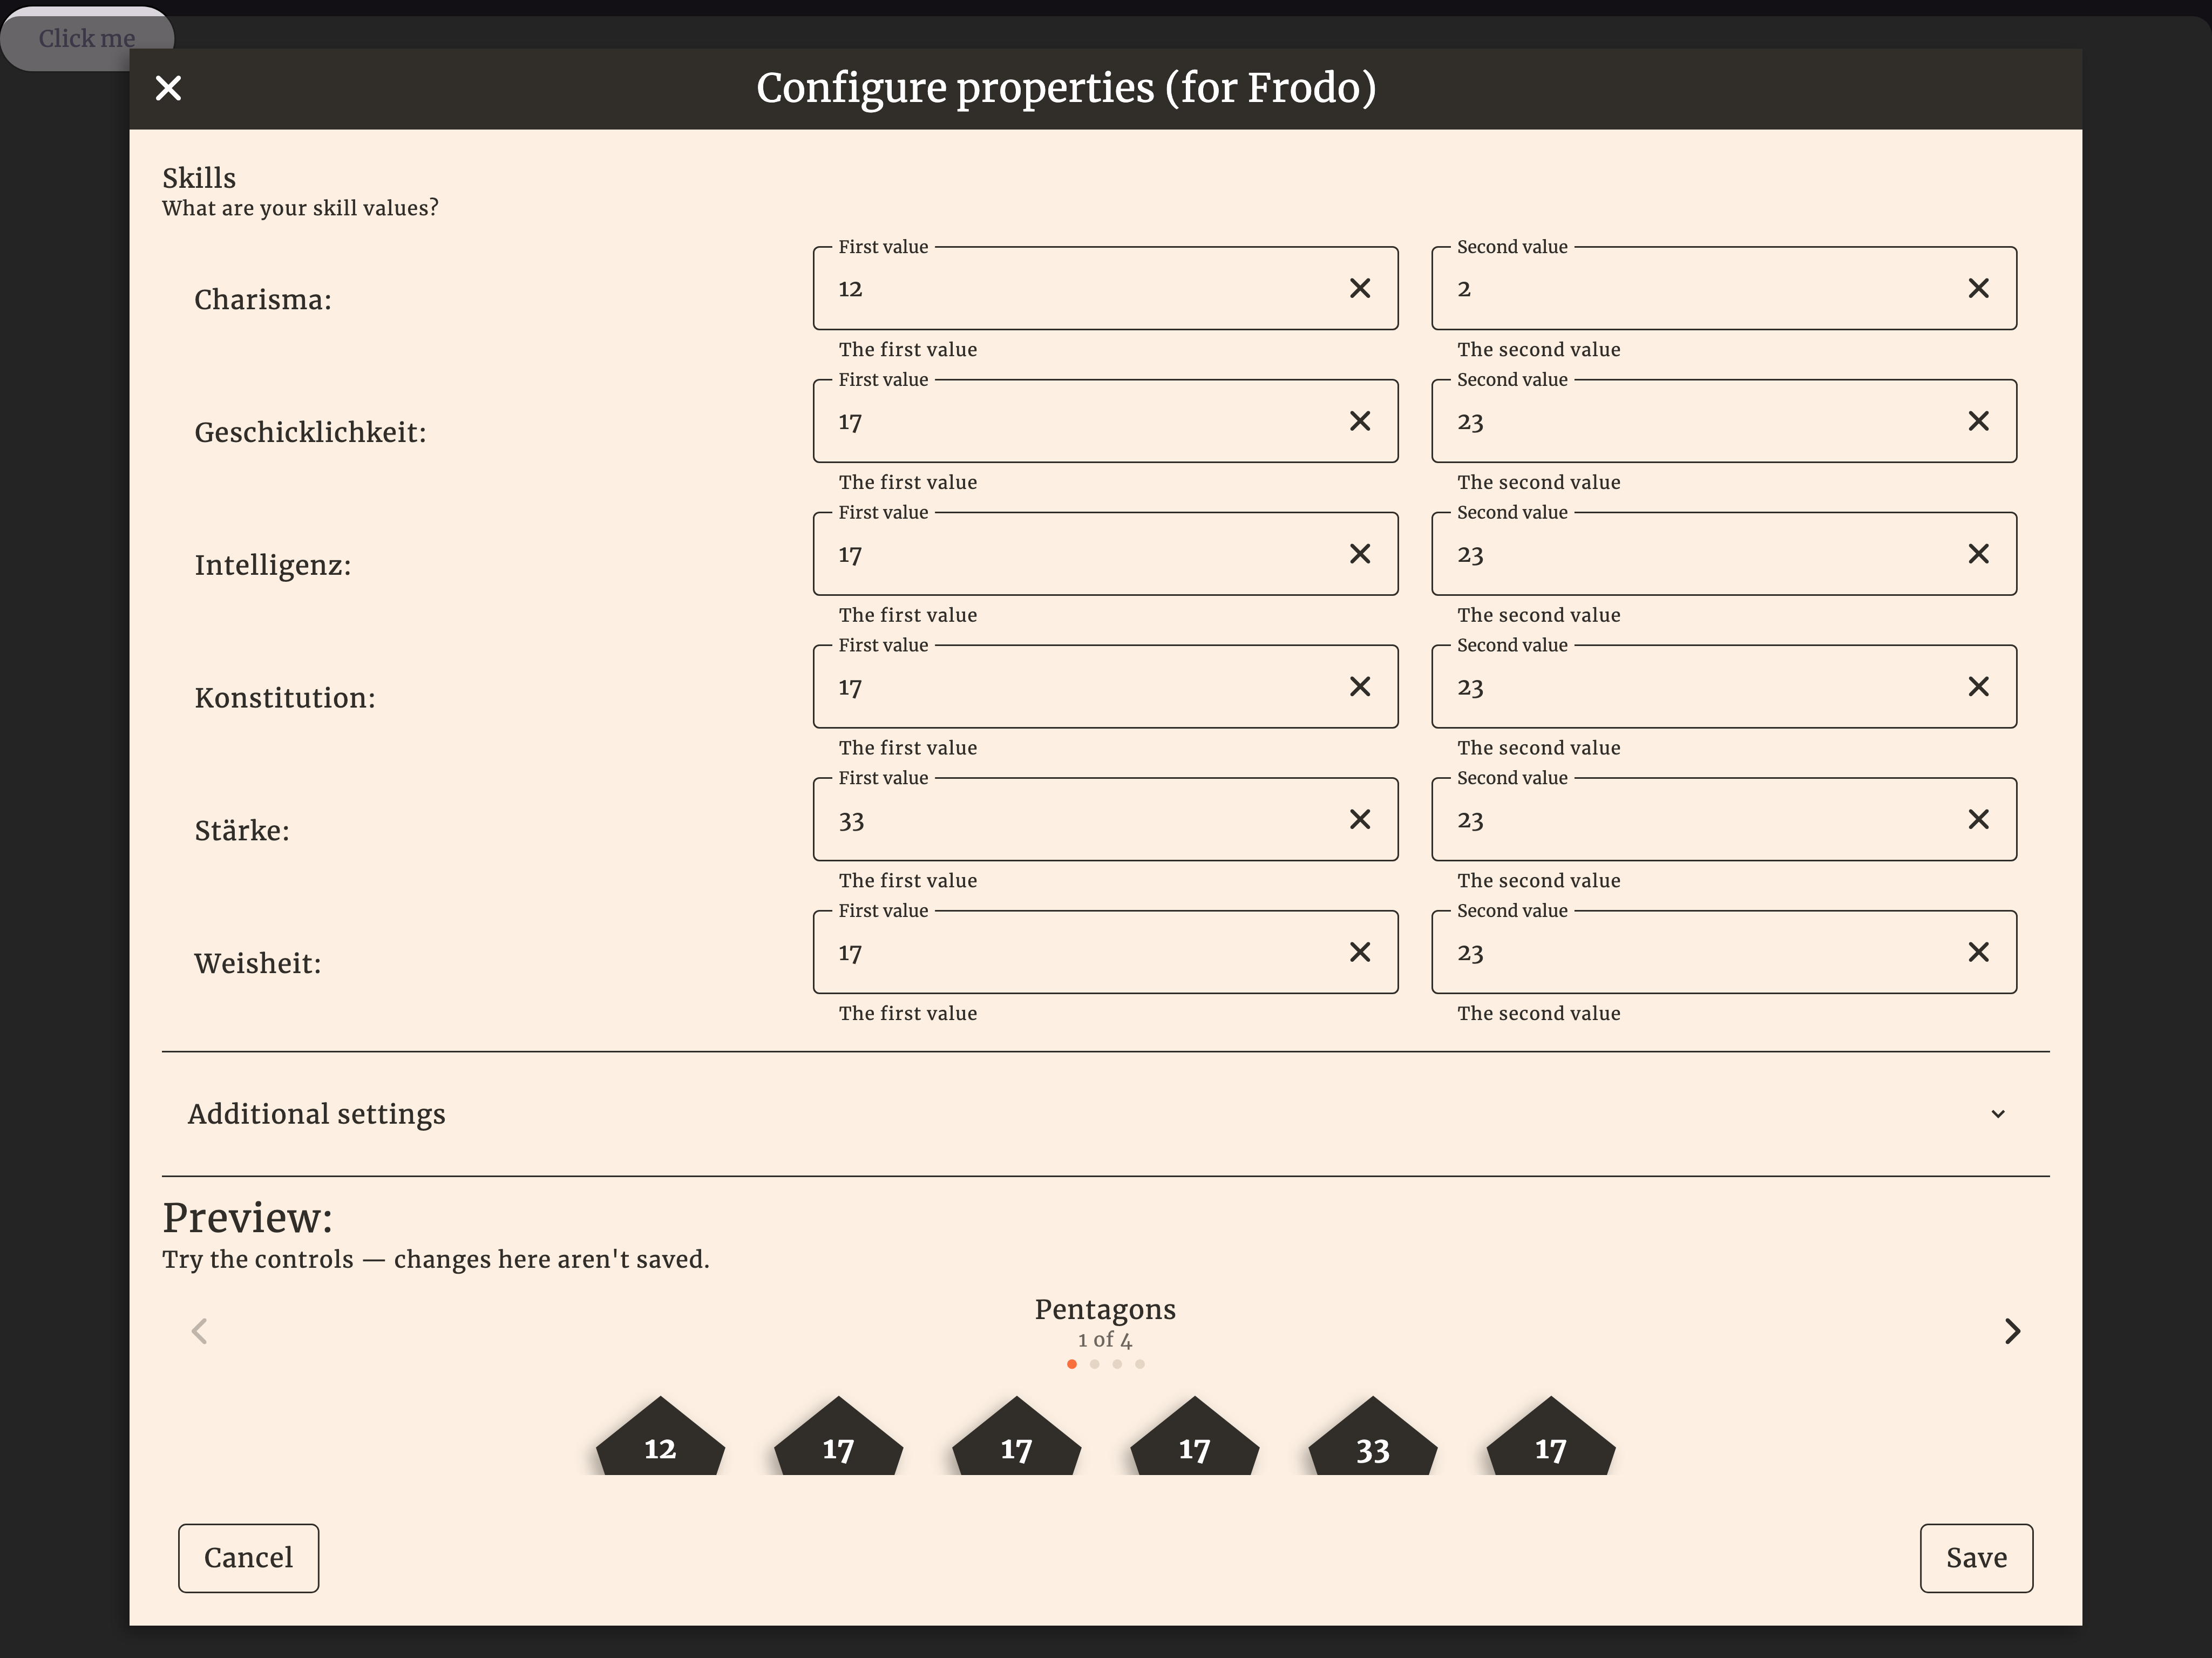 Click me
Configure properties (for Frodo)
Skills
What are your skill values?
First value
Second value
Charisma:
12
2
The first value
The second value
First value
Second value
Geschicklichkeit:
17
23
The first value
The second value
First value
Second value
Intelligenz:
17
23
The first value
The second value
First value
Second value
Konstitution:
17
23
The first value
The second value
First value
Second value
Stärke:
33
23
The first value
The second value
First value
Second value
Weisheit:
17
23
The first value
The second value
Additional settings
Preview:
Try the controls — changes here aren't saved.
Pentagons
1 of 4
12 17 17 17 33 17
Cancel
Save